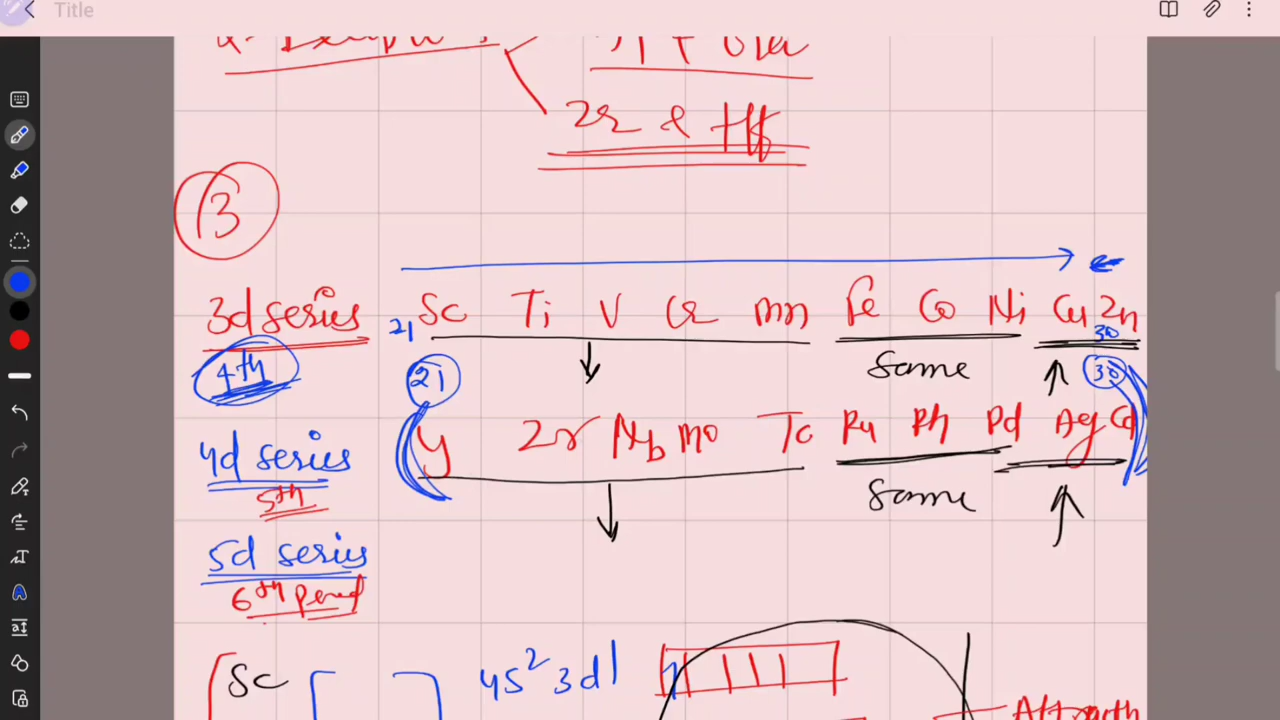 Title
Zr & Hf
3
3d series Sc Ti V Cr mn Fe Co Ni Cu Zn
21 30
4th 21 Same 30
4d series Y Zr Nb mo Tc Ru Rh Pd Ag Cd
5th Same
5d series
6th period
Sc [ ] 4s² 3d1